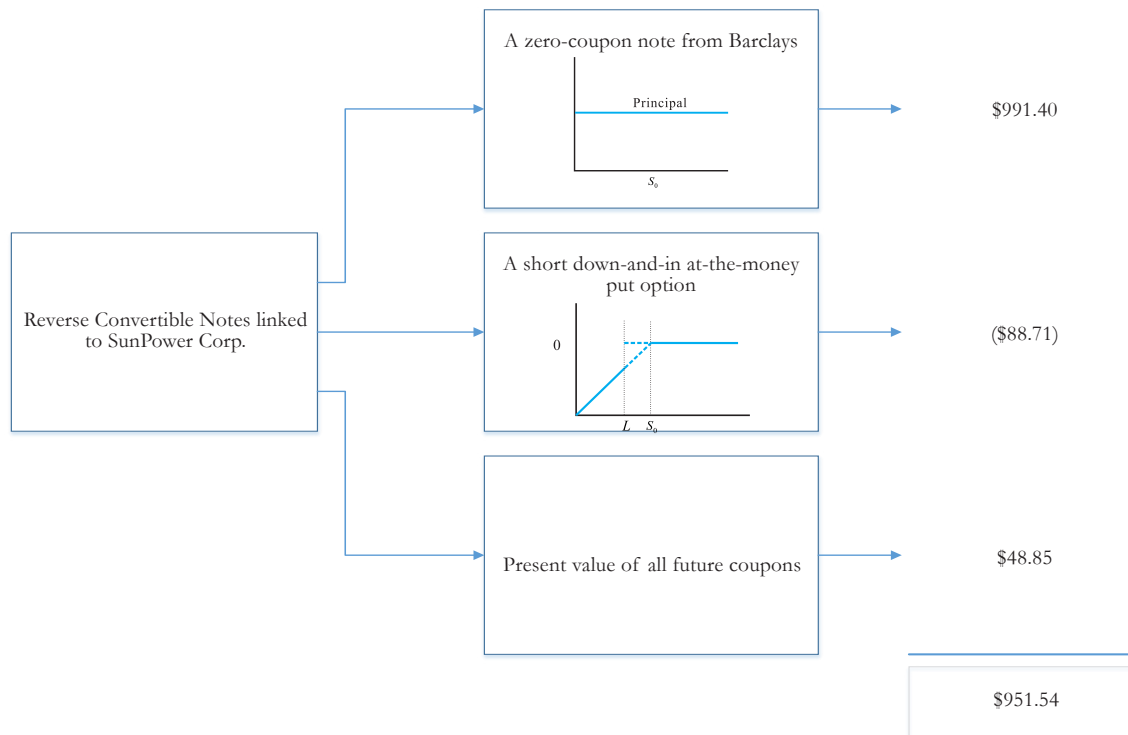 A zero-coupon note from Barclays
Principal
S₀
$991.40
Reverse Convertible Notes linked
to SunPower Corp.
A short down-and-in at-the-money
put option
0
L S₀
($88.71)
Present value of all future coupons
$48.85
$951.54